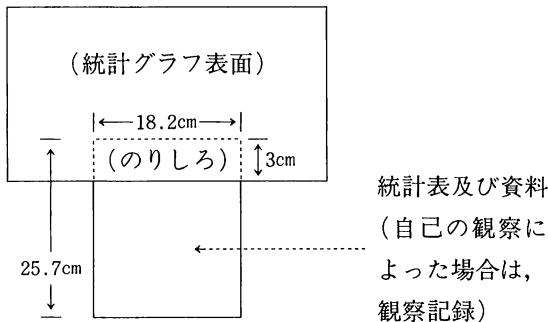 (統計グラフ表面)
18.2cm
(のりしろ)
3cm
25.7cm
統計表及び資料
(自己の観察に
よった場合は,
観察記録)